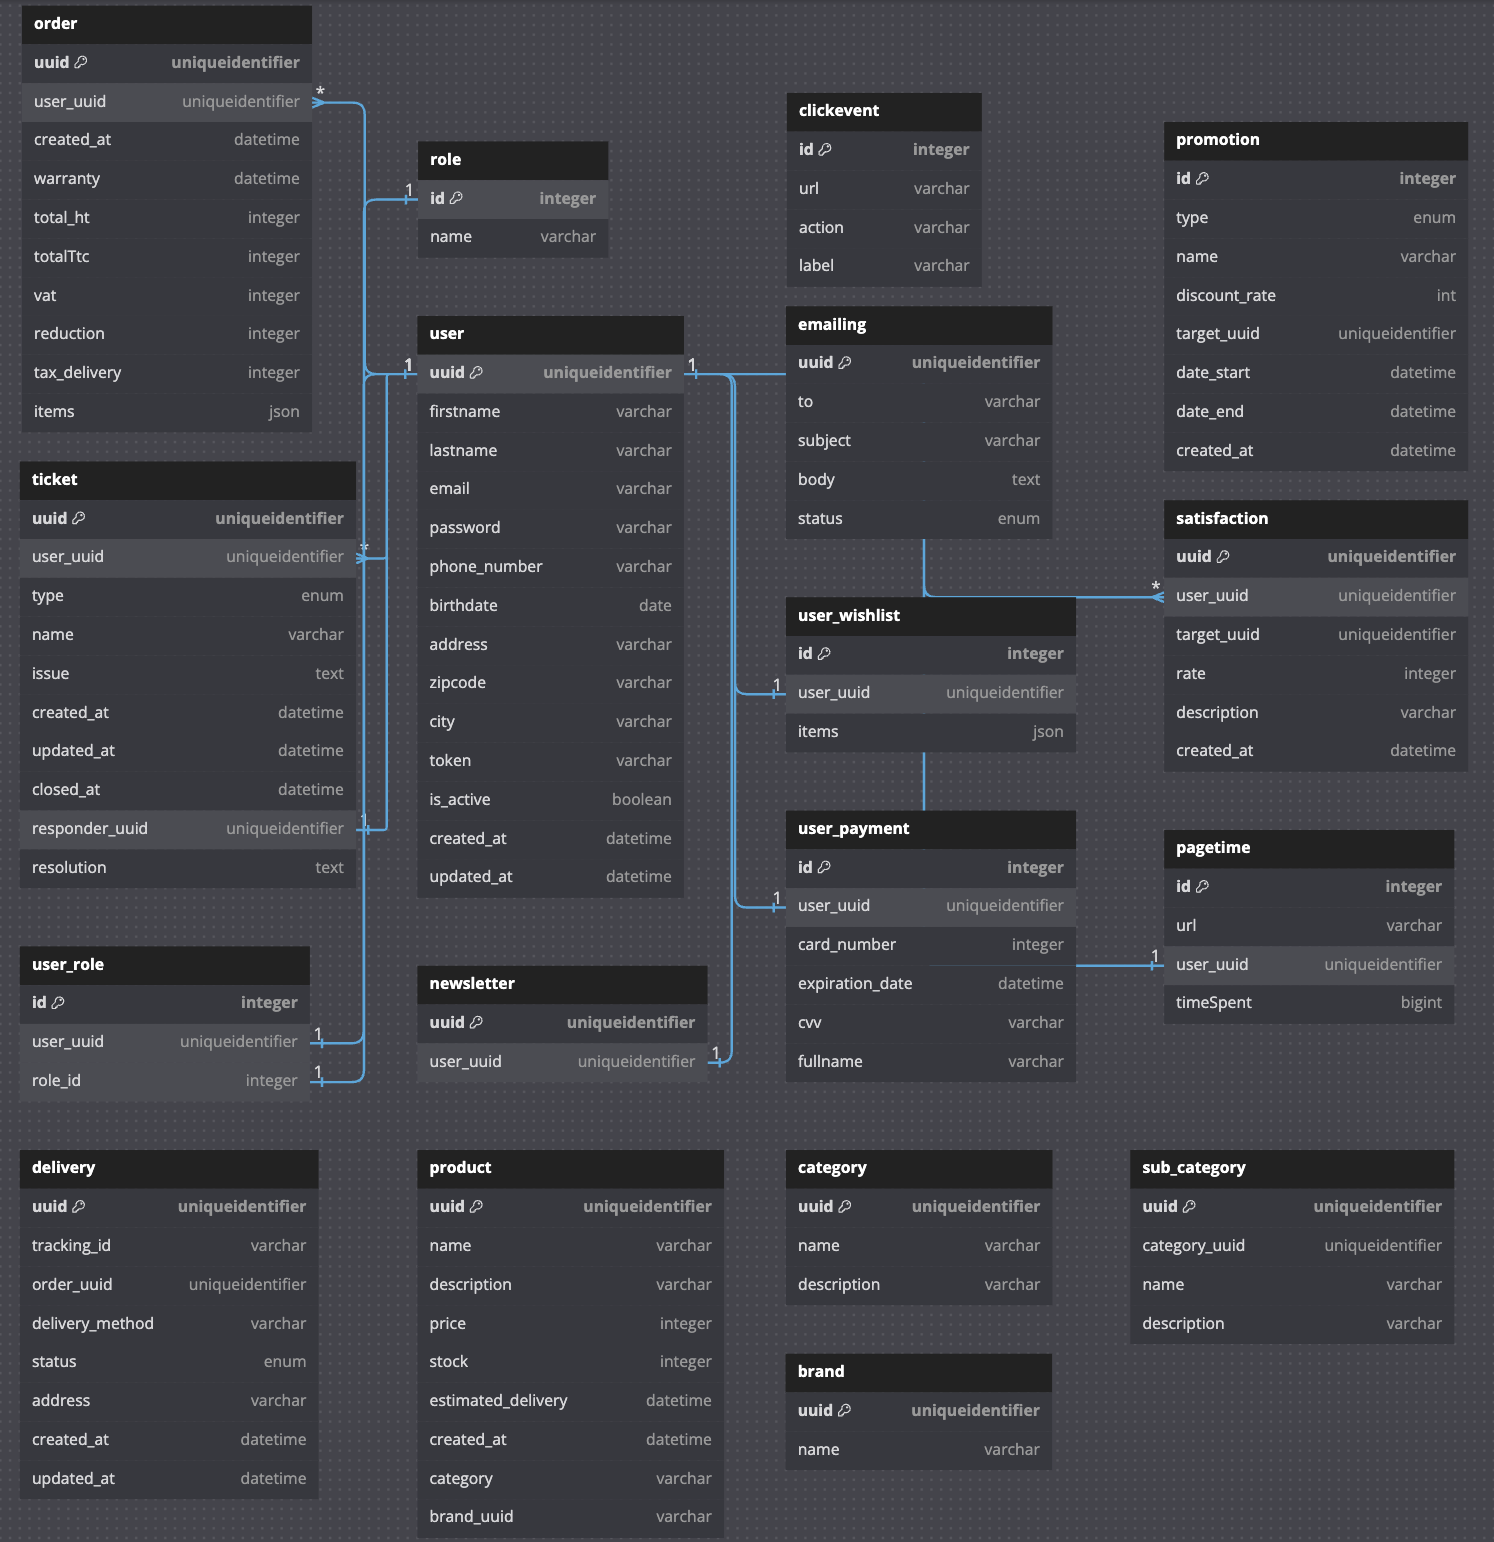 order
uuid uniqueidentifier
user_uuid uniqueidentifier
created_at datetime
warranty datetime
total_ht integer
totalTtc integer
vat integer
reduction integer
tax_delivery integer
items json
*
ticket
uuid uniqueidentifier
user_uuid uniqueidentifier
type enum
name varchar
issue text
created_at datetime
updated_at datetime
closed_at datetime
responder_uuid uniqueidentifier
resolution text
*
1
user_role
id integer
user_uuid uniqueidentifier
role_id integer
1
1
delivery
uuid uniqueidentifier
tracking_id varchar
order_uuid uniqueidentifier
delivery_method varchar
status enum
address varchar
created_at datetime
updated_at datetime
role
id integer
name varchar
1
user
uuid uniqueidentifier
firstname varchar
lastname varchar
email varchar
password varchar
phone_number varchar
birthdate date
address varchar
zipcode varchar
city varchar
token varchar
is_active boolean
created_at datetime
updated_at datetime
1
1
newsletter
uuid uniqueidentifier
user_uuid uniqueidentifier
1
product
uuid uniqueidentifier
name varchar
description varchar
price integer
stock integer
estimated_delivery datetime
created_at datetime
category varchar
brand_uuid varchar
clickevent
id integer
url varchar
action varchar
label varchar
emailing
uuid uniqueidentifier
to varchar
subject varchar
body text
status enum
user_wishlist
id integer
user_uuid uniqueidentifier
items json
1
user_payment
id integer
user_uuid uniqueidentifier
card_number integer
expiration_date datetime
cvv varchar
fullname varchar
1
category
uuid uniqueidentifier
name varchar
description varchar
brand
uuid uniqueidentifier
name varchar
promotion
id integer
type enum
name varchar
discount_rate int
target_uuid uniqueidentifier
date_start datetime
date_end datetime
created_at datetime
satisfaction
uuid uniqueidentifier
user_uuid uniqueidentifier
target_uuid uniqueidentifier
rate integer
description varchar
created_at datetime
*
pagetime
id integer
url varchar
user_uuid uniqueidentifier
timeSpent bigint
1
sub_category
uuid uniqueidentifier
category_uuid uniqueidentifier
name varchar
description varchar